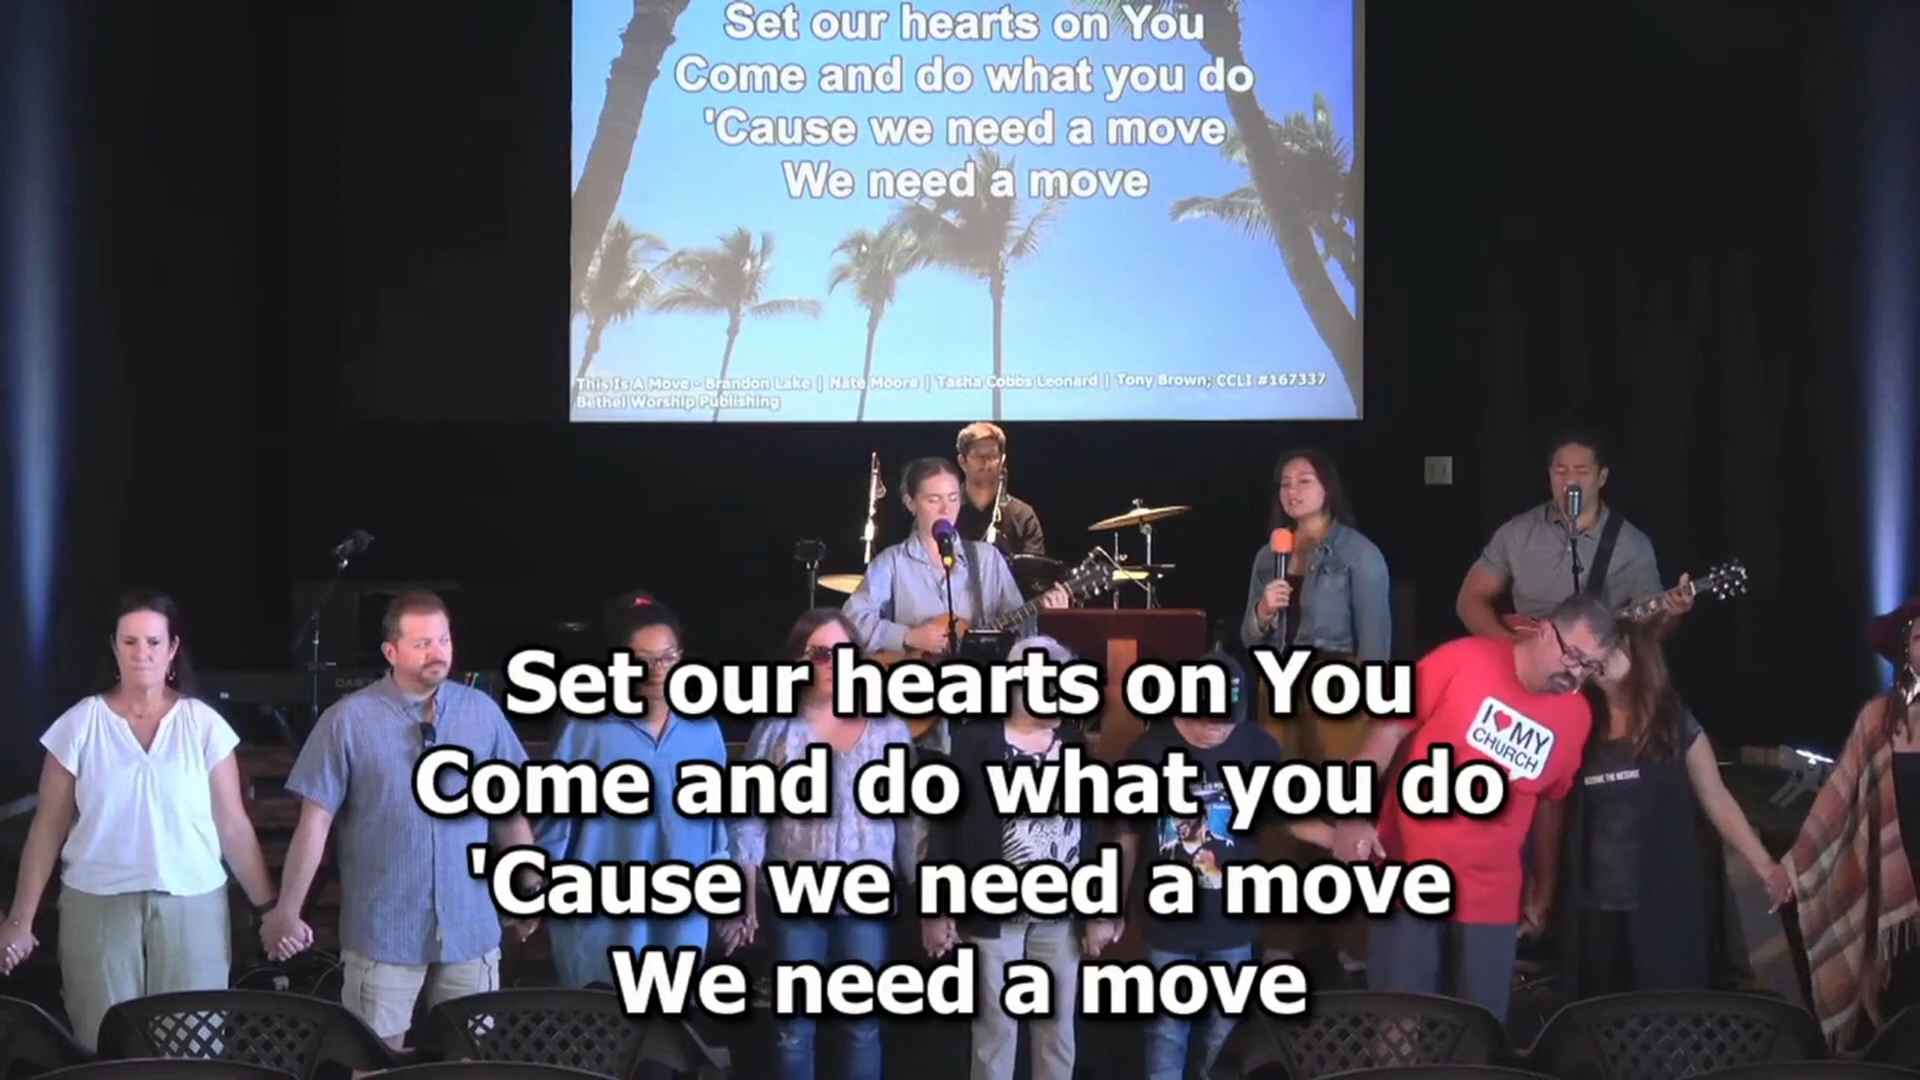 Set our hearts on You
Come and do what you do
'Cause we need a move
We need a move
This Is A Move - Brandon Lake | Nate Moore | Tasha Cobbs Leonard | Tony Brown; CCLI #167337
Bethel Worship Publishing
Set our hearts on You
Come and do what you do
'Cause we need a move
We need a move
I ♥ MY
CHURCH